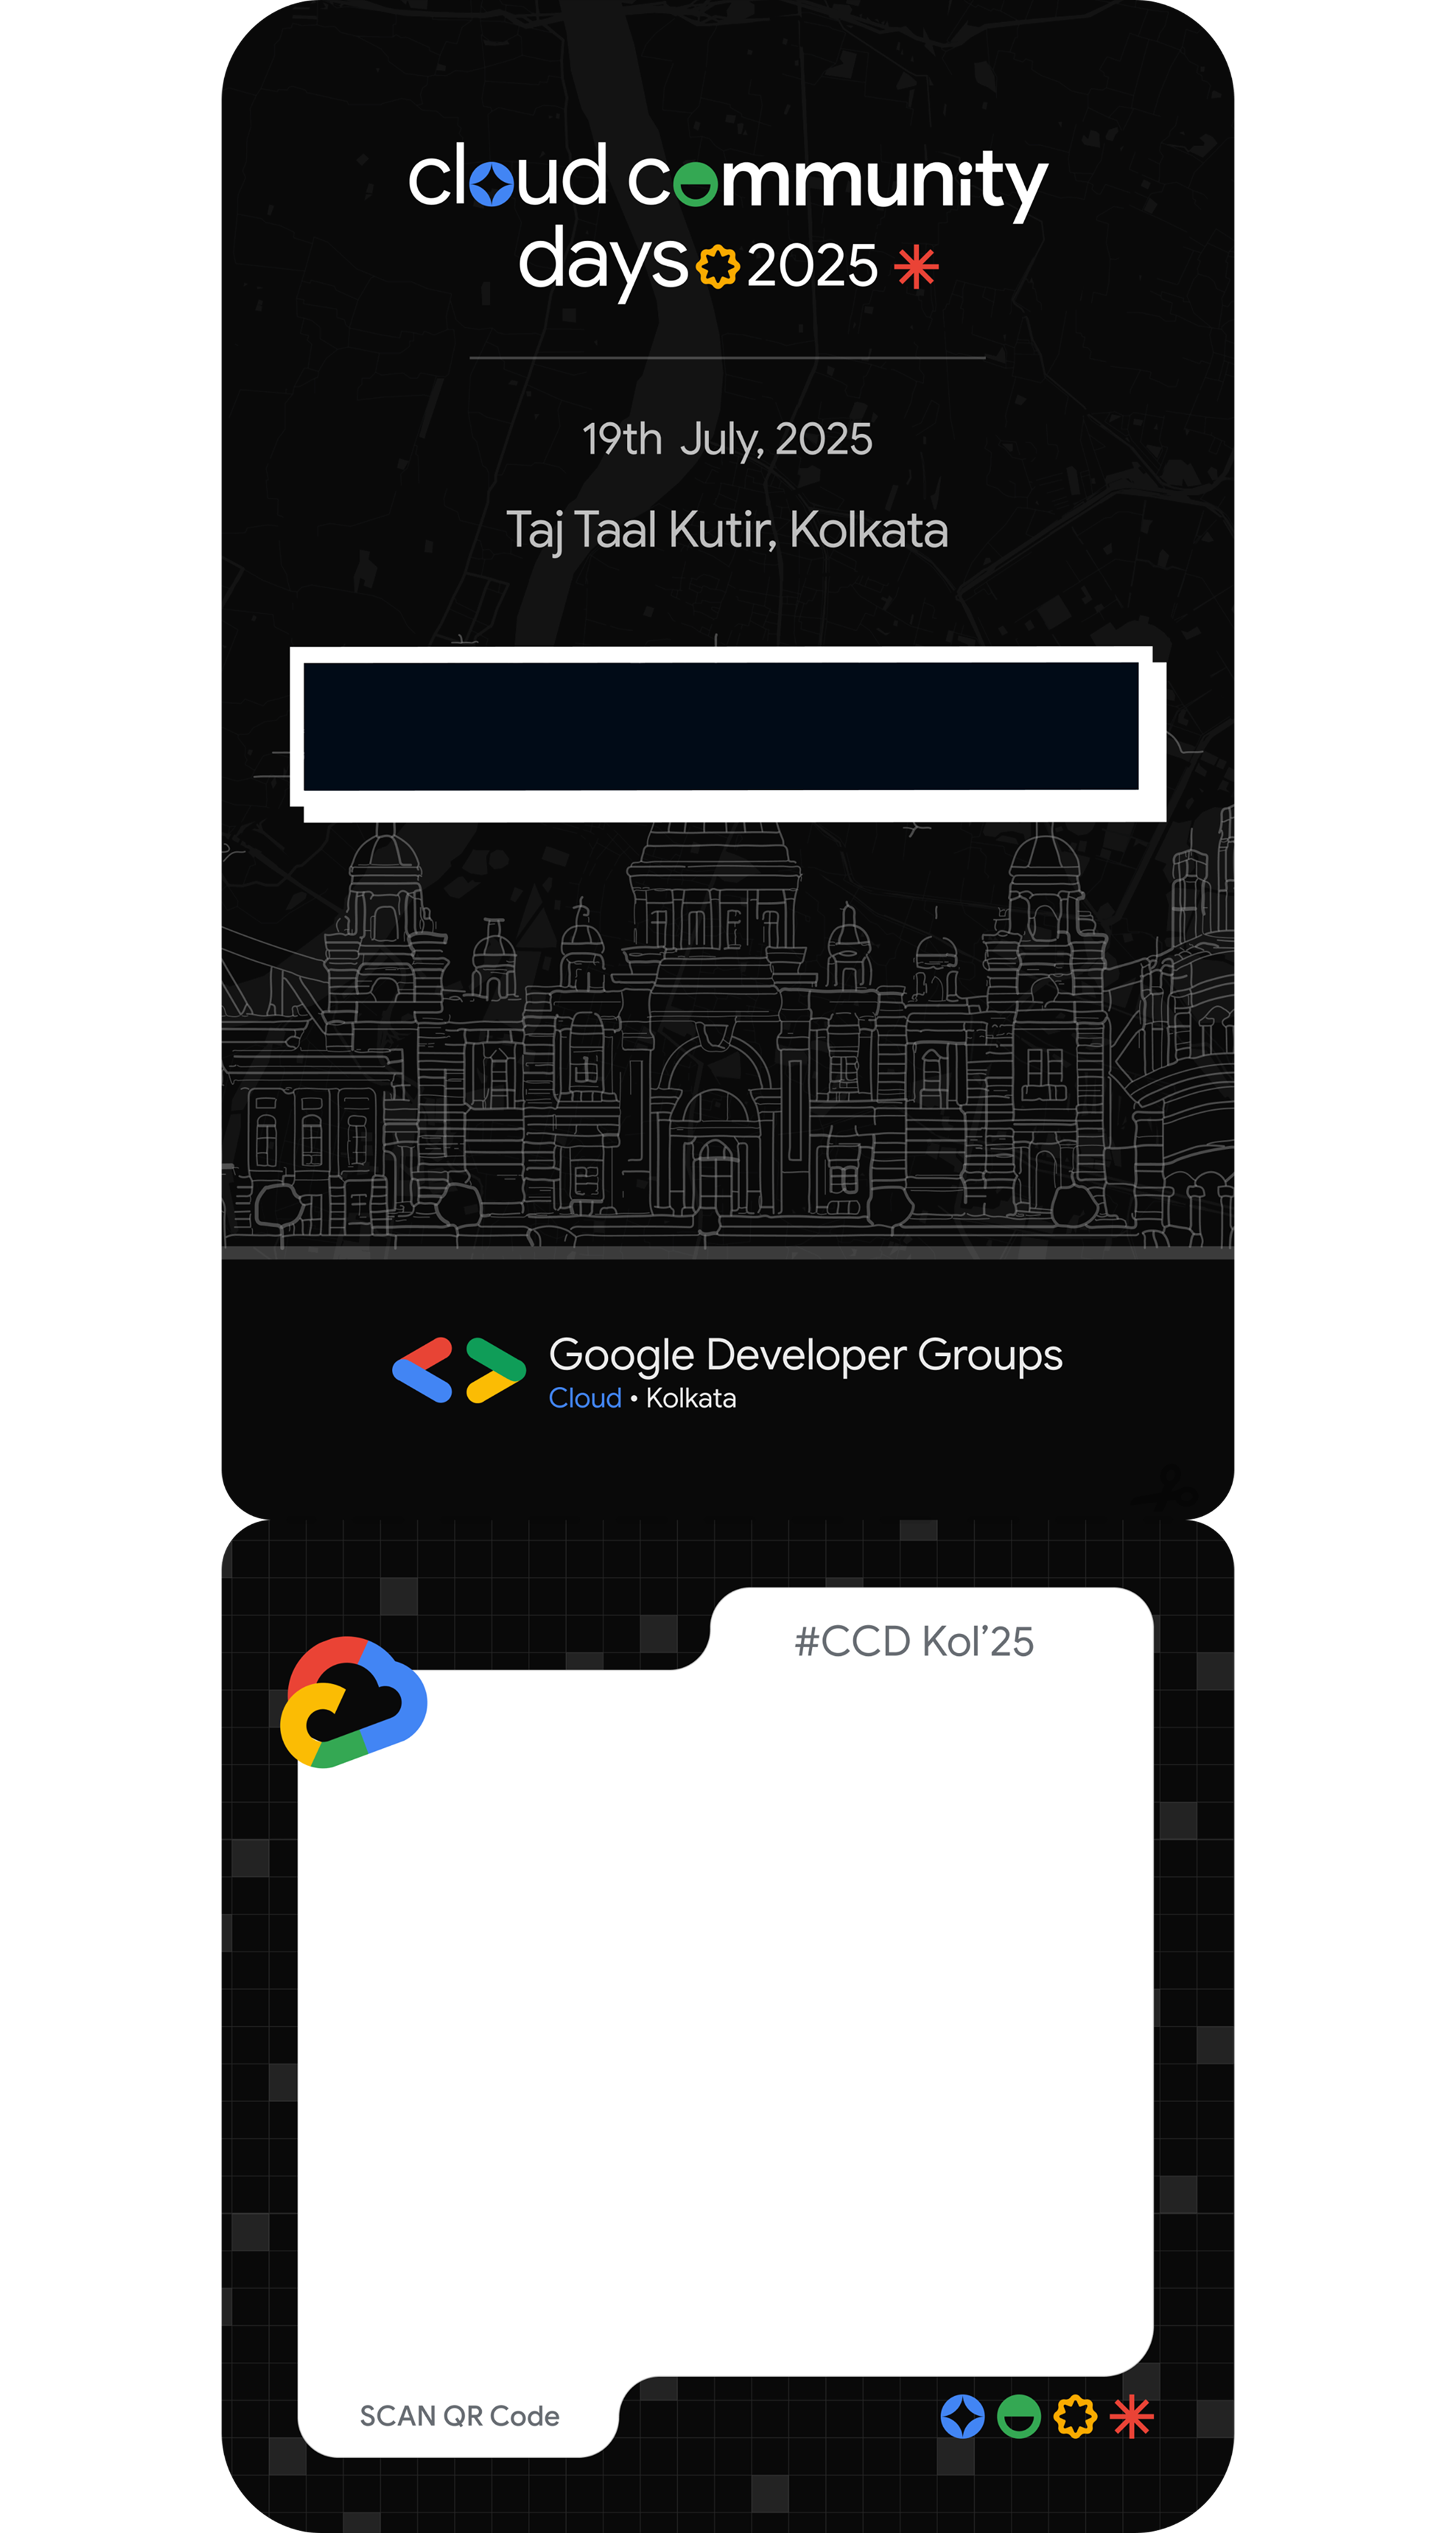 cloud community
days 2025
19th July, 2025
Taj Taal Kutir, Kolkata
Google Developer Groups
Cloud • Kolkata
#CCD Kol’25
SCAN QR Code